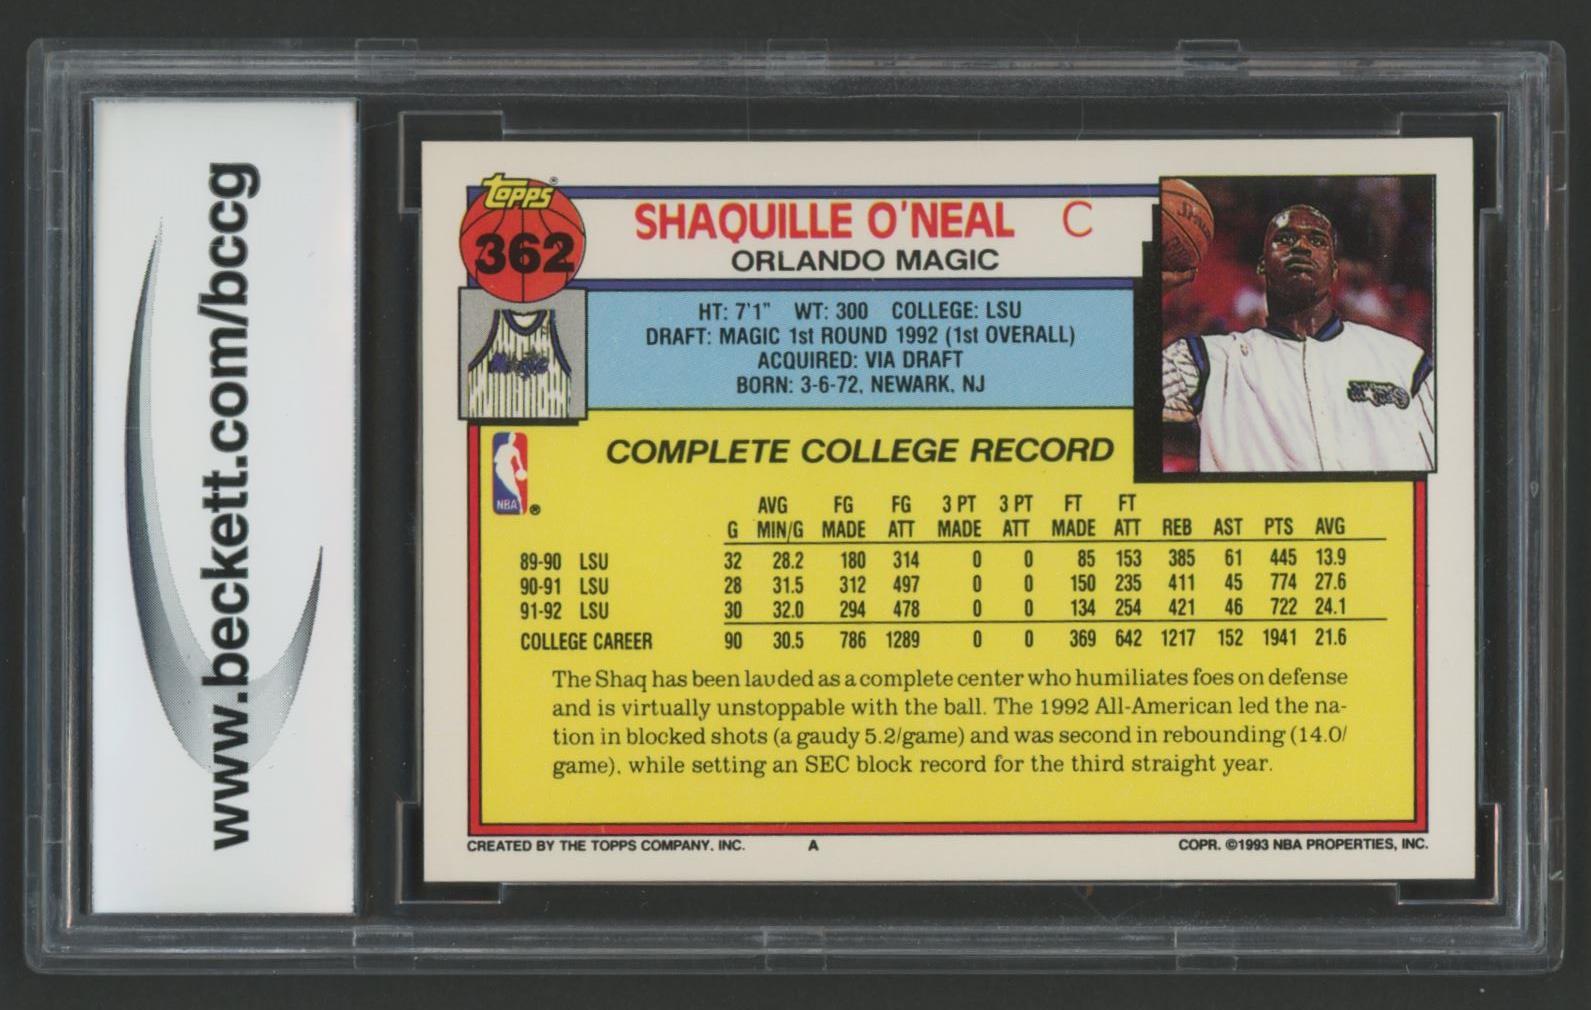 www.beckett.com/bccg
Topps®
362
SHAQUILLE O'NEAL C
ORLANDO MAGIC
HT: 7'1" WT: 300 COLLEGE: LSU
DRAFT: MAGIC 1st ROUND 1992 (1st OVERALL)
ACQUIRED: VIA DRAFT
BORN: 3-6-72, NEWARK, NJ
Magic
NBA ®
COMPLETE COLLEGE RECORD
AVG FG FG 3 PT 3 PT FT FT
G MIN/G MADE ATT MADE ATT MADE ATT REB AST PTS AVG
89-90 LSU 32 28.2 180 314 0 0 85 153 385 61 445 13.9
90-91 LSU 28 31.5 312 497 0 0 150 235 411 45 774 27.6
91-92 LSU 30 32.0 294 478 0 0 134 254 421 46 722 24.1
COLLEGE CAREER 90 30.5 786 1289 0 0 369 642 1217 152 1941 21.6
The Shaq has been lauded as a complete center who humiliates foes on defense
and is virtually unstoppable with the ball. The 1992 All-American led the na-
tion in blocked shots (a gaudy 5.2/game) and was second in rebounding (14.0/
game), while setting an SEC block record for the third straight year.
CREATED BY THE TOPPS COMPANY, INC. A COPR. ©1993 NBA PROPERTIES, INC.